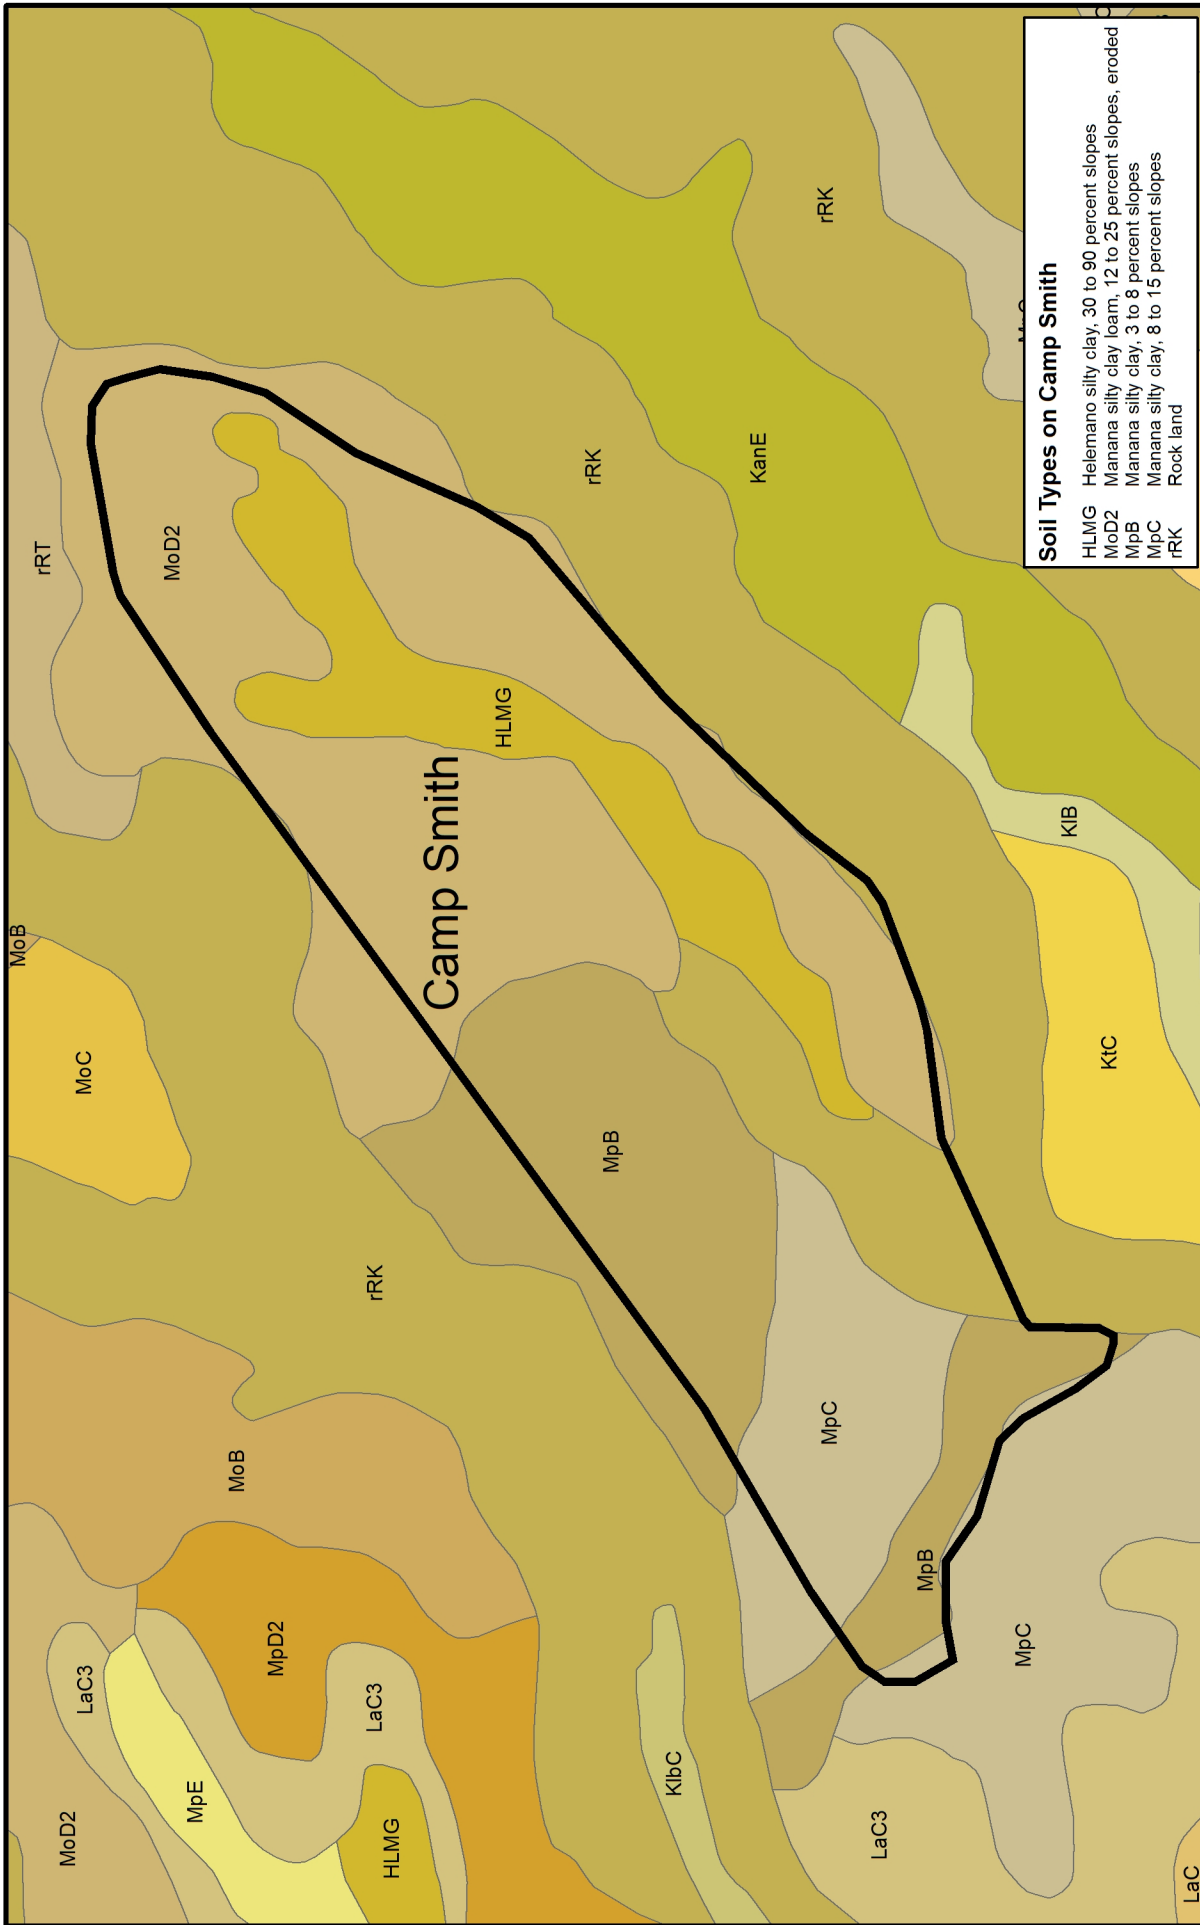 MoB
rRT
MoD2
LaC3
MoC
MoD2
MpE
MoB
MpD2
LaC3
rRK
HLMG
Camp Smith
HLMG
rRK
MpB
KlbC
KanE
rRK
MpC
LaC3
MpB
MpC
KlB
KtC
LaC
Soil Types on Camp Smith
HLMG Helemano silty clay, 30 to 90 percent slopes
MoD2 Manana silty clay loam, 12 to 25 percent slopes, eroded
MpB Manana silty clay, 3 to 8 percent slopes
MpC Manana silty clay, 8 to 15 percent slopes
rRK Rock land